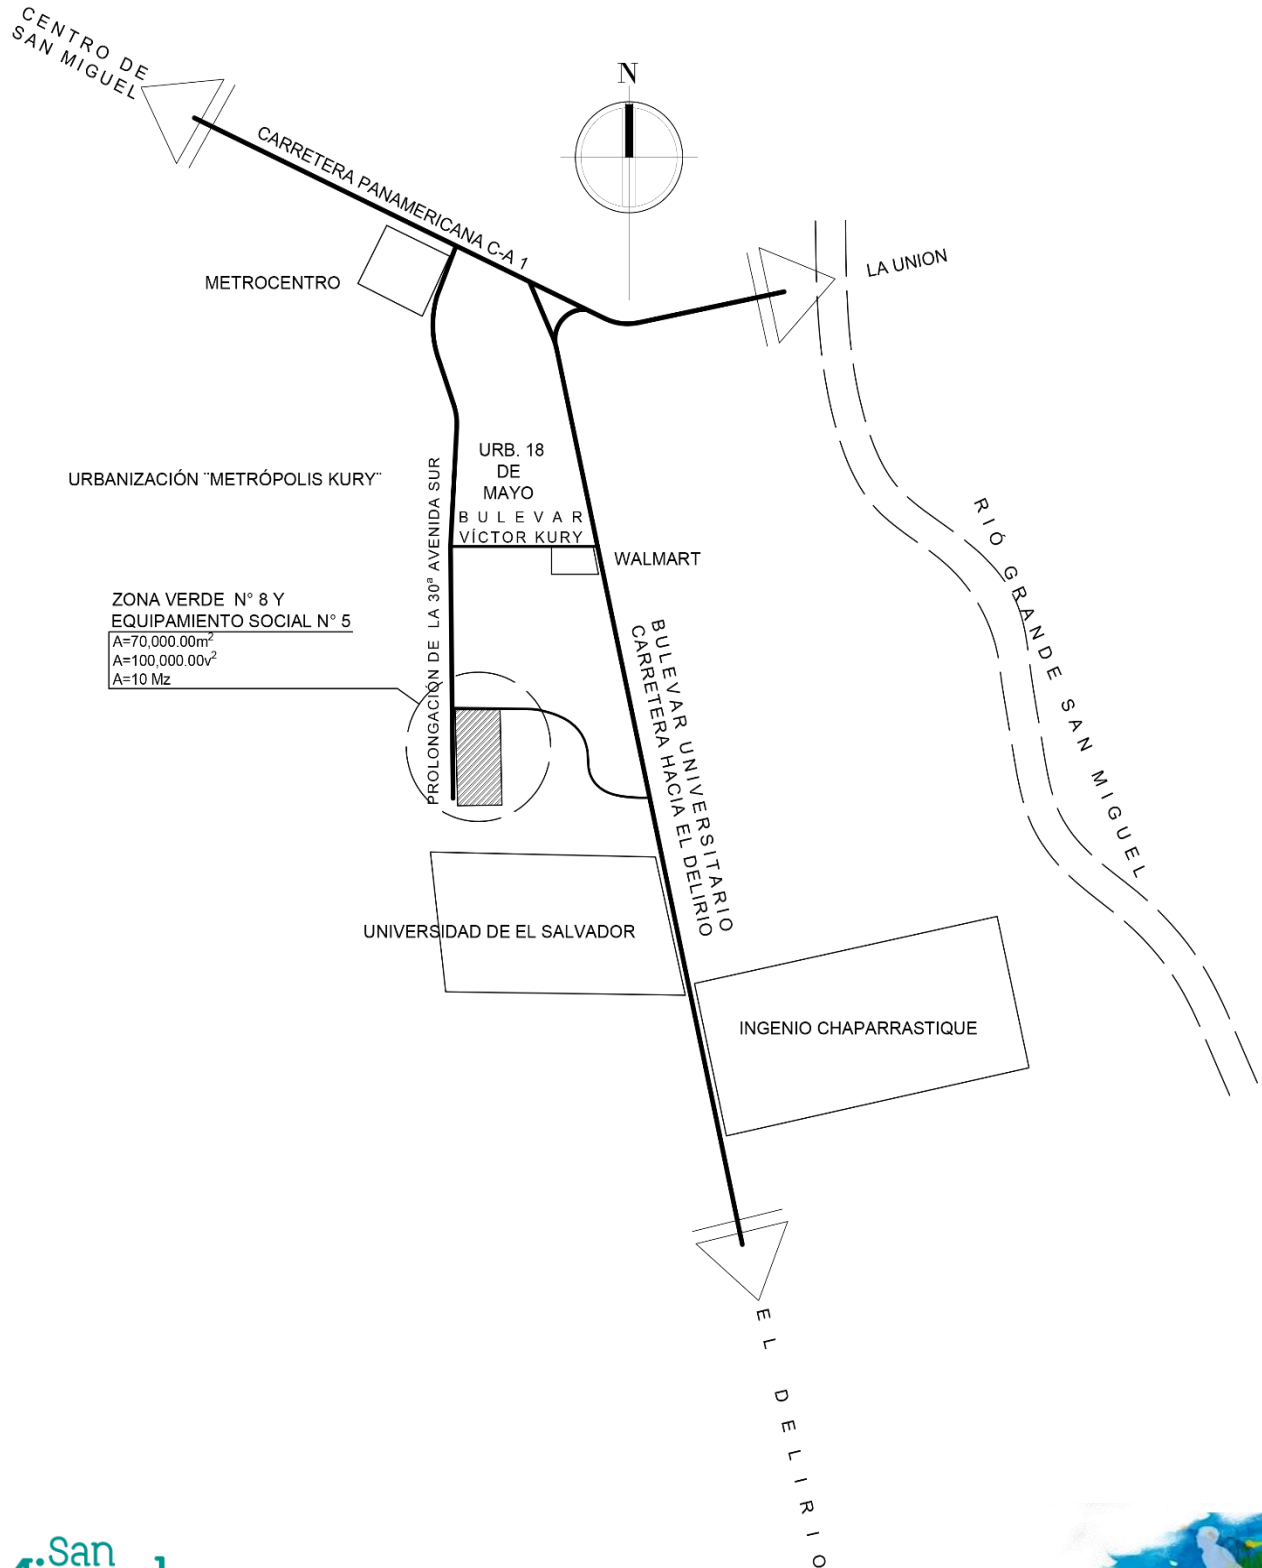 CENTRO DE
SAN MIGUEL
N
CARRETERA PANAMERICANA C-A 1
LA UNION
METROCENTRO
URB. 18
DE
MAYO
URBANIZACIÓN ¨METRÓPOLIS KURY¨
PROLONGACIÓN DE LA 30ª AVENIDA SUR
BULEVAR
VÍCTOR KURY
WALMART
RIÓ GRANDE SAN MIGUEL
ZONA VERDE N° 8 Y
EQUIPAMIENTO SOCIAL N° 5
A=70,000.00m²
A=100,000.00v²
A=10 Mz
BULEVAR UNIVERSITARIO
CARRETERA HACIA EL DELIRIO
UNIVERSIDAD DE EL SALVADOR
INGENIO CHAPARRASTIQUE
EL DELIRIO
San